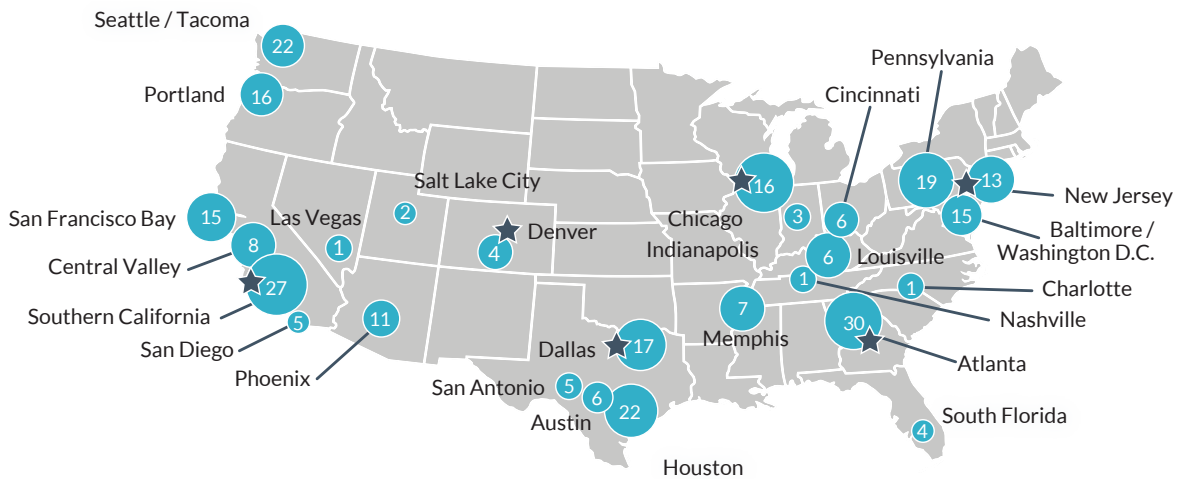 Seattle / Tacoma
22
Pennsylvania
Portland
16
Cincinnati
Salt Lake City
16
19
13
New Jersey
San Francisco Bay
15
Las Vegas
2
Chicago
3
6
15
Baltimore /
Washington D.C.
Denver
Indianapolis
8
1
4
6
Louisville
Central Valley
27
1
1
Charlotte
Southern California
5
11
7
30
Nashville
San Diego
Memphis
Dallas
17
Atlanta
Phoenix
San Antonio
5
6
22
Austin
South Florida
4
Houston